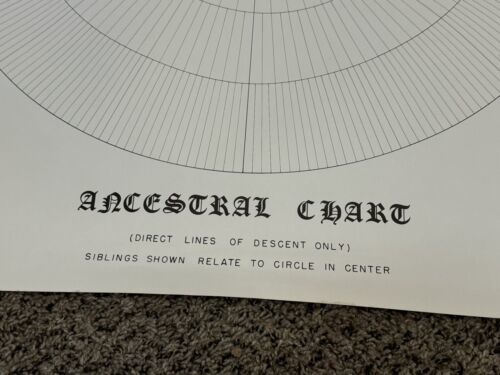 ANCESTRAL CHART
(DIRECT LINES OF DESCENT ONLY)
SIBLINGS SHOWN RELATE TO CIRCLE IN CENTER